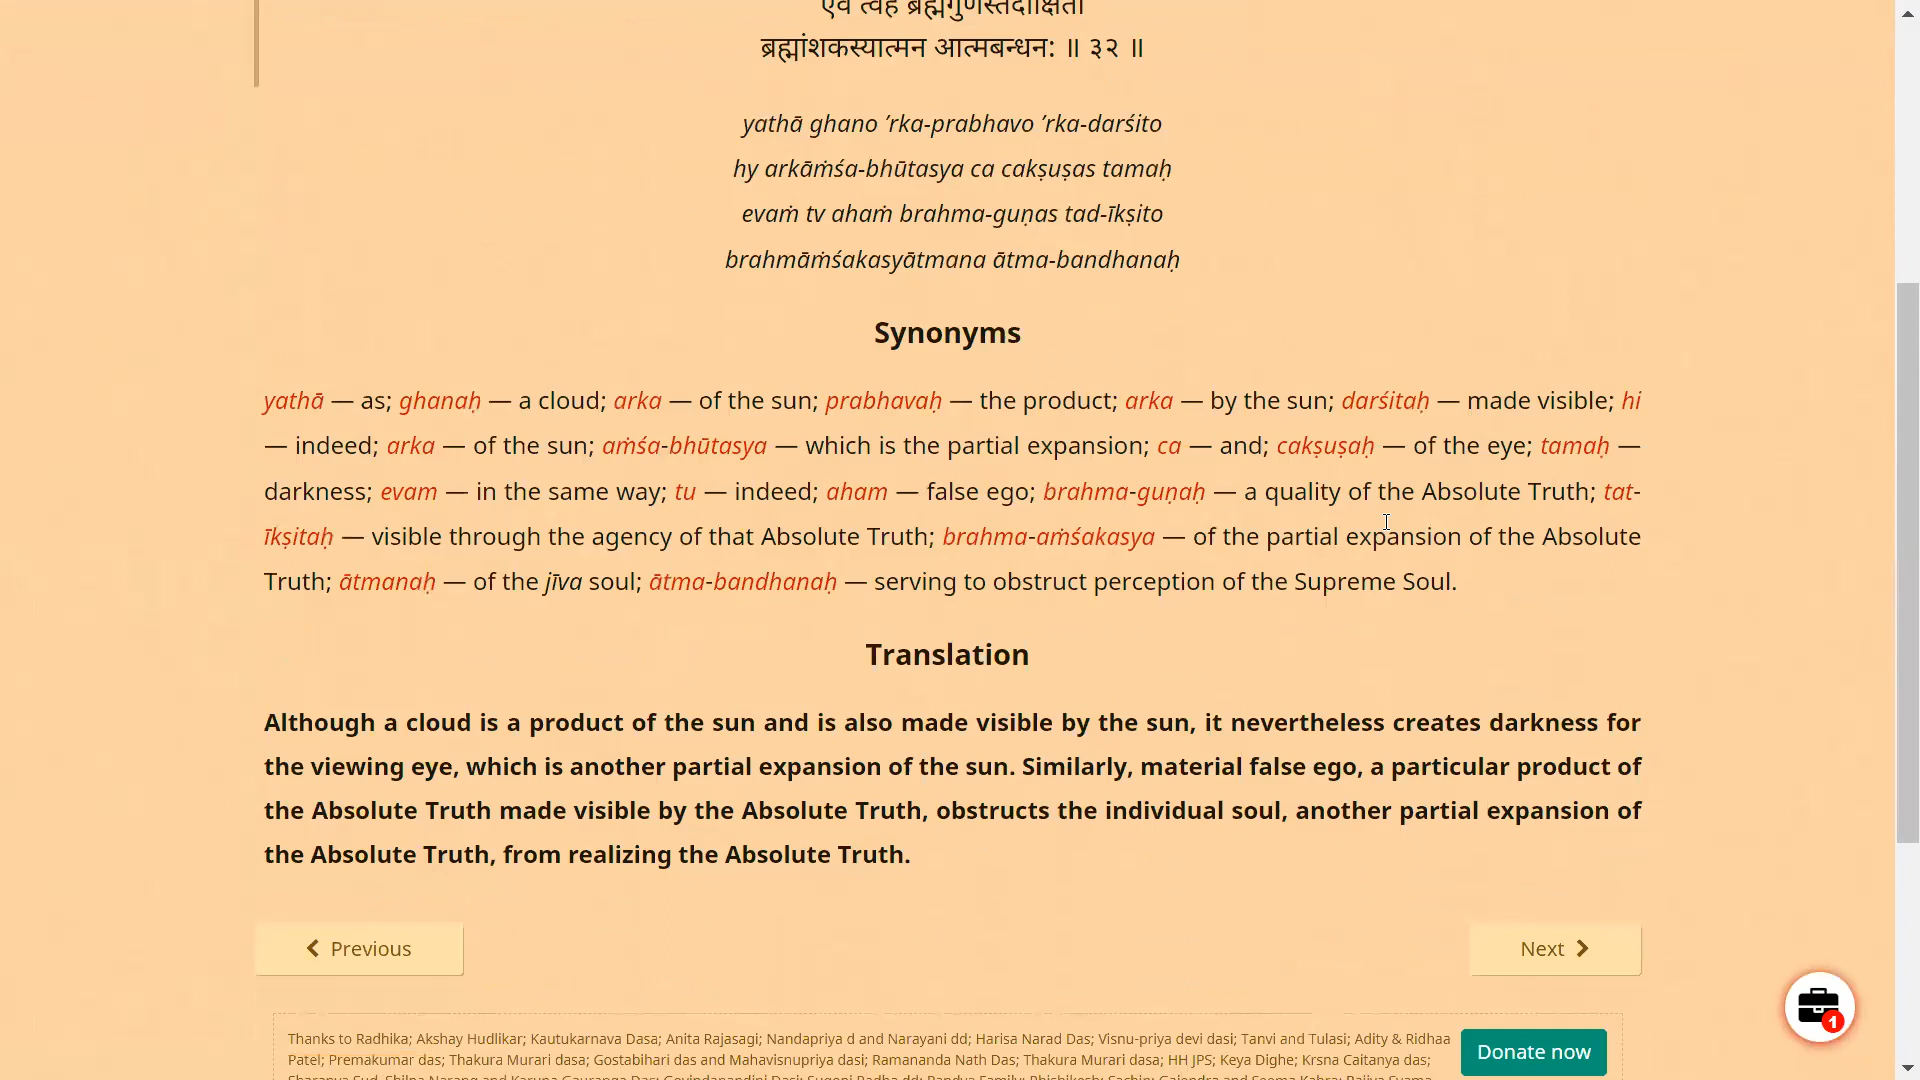 एवं त्वहं ब्रह्मगुणस्तदीक्षितो
ब्रह्मांशकस्यात्मन आत्मबन्धन: ॥ ३२ ॥
yathā ghano ’rka-prabhavo ’rka-darśito
hy arkāṁśa-bhūtasya ca cakṣuṣas tamaḥ
evaṁ tv ahaṁ brahma-guṇas tad-īkṣito
brahmāṁśakasyātmana ātma-bandhanaḥ
Synonyms
yathā — as; ghanaḥ — a cloud; arka — of the sun; prabhavaḥ — the product; arka — by the sun; darśitaḥ — made visible; hi
— indeed; arka — of the sun; aṁśa-bhūtasya — which is the partial expansion; ca — and; cakṣuṣaḥ — of the eye; tamaḥ —
darkness; evam — in the same way; tu — indeed; aham — false ego; brahma-guṇaḥ — a quality of the Absolute Truth; tat-
īkṣitaḥ — visible through the agency of that Absolute Truth; brahma-aṁśakasya — of the partial expansion of the Absolute
Truth; ātmanaḥ — of the jīva soul; ātma-bandhanaḥ — serving to obstruct perception of the Supreme Soul.
Translation
Although a cloud is a product of the sun and is also made visible by the sun, it nevertheless creates darkness for
the viewing eye, which is another partial expansion of the sun. Similarly, material false ego, a particular product of
the Absolute Truth made visible by the Absolute Truth, obstructs the individual soul, another partial expansion of
the Absolute Truth, from realizing the Absolute Truth.
Previous
Next
1
Thanks to Radhika; Akshay Hudlikar; Kautukarnava Dasa; Anita Rajasagi; Nandapriya d and Narayani dd; Harisa Narad Das; Visnu-priya devi dasi; Tanvi and Tulasi; Adity & Ridhaa
Patel; Premakumar das; Thakura Murari dasa; Gostabihari das and Mahavisnupriya dasi; Ramananda Nath Das; Thakura Murari dasa; HH JPS; Keya Dighe; Krsna Caitanya das;
Donate now